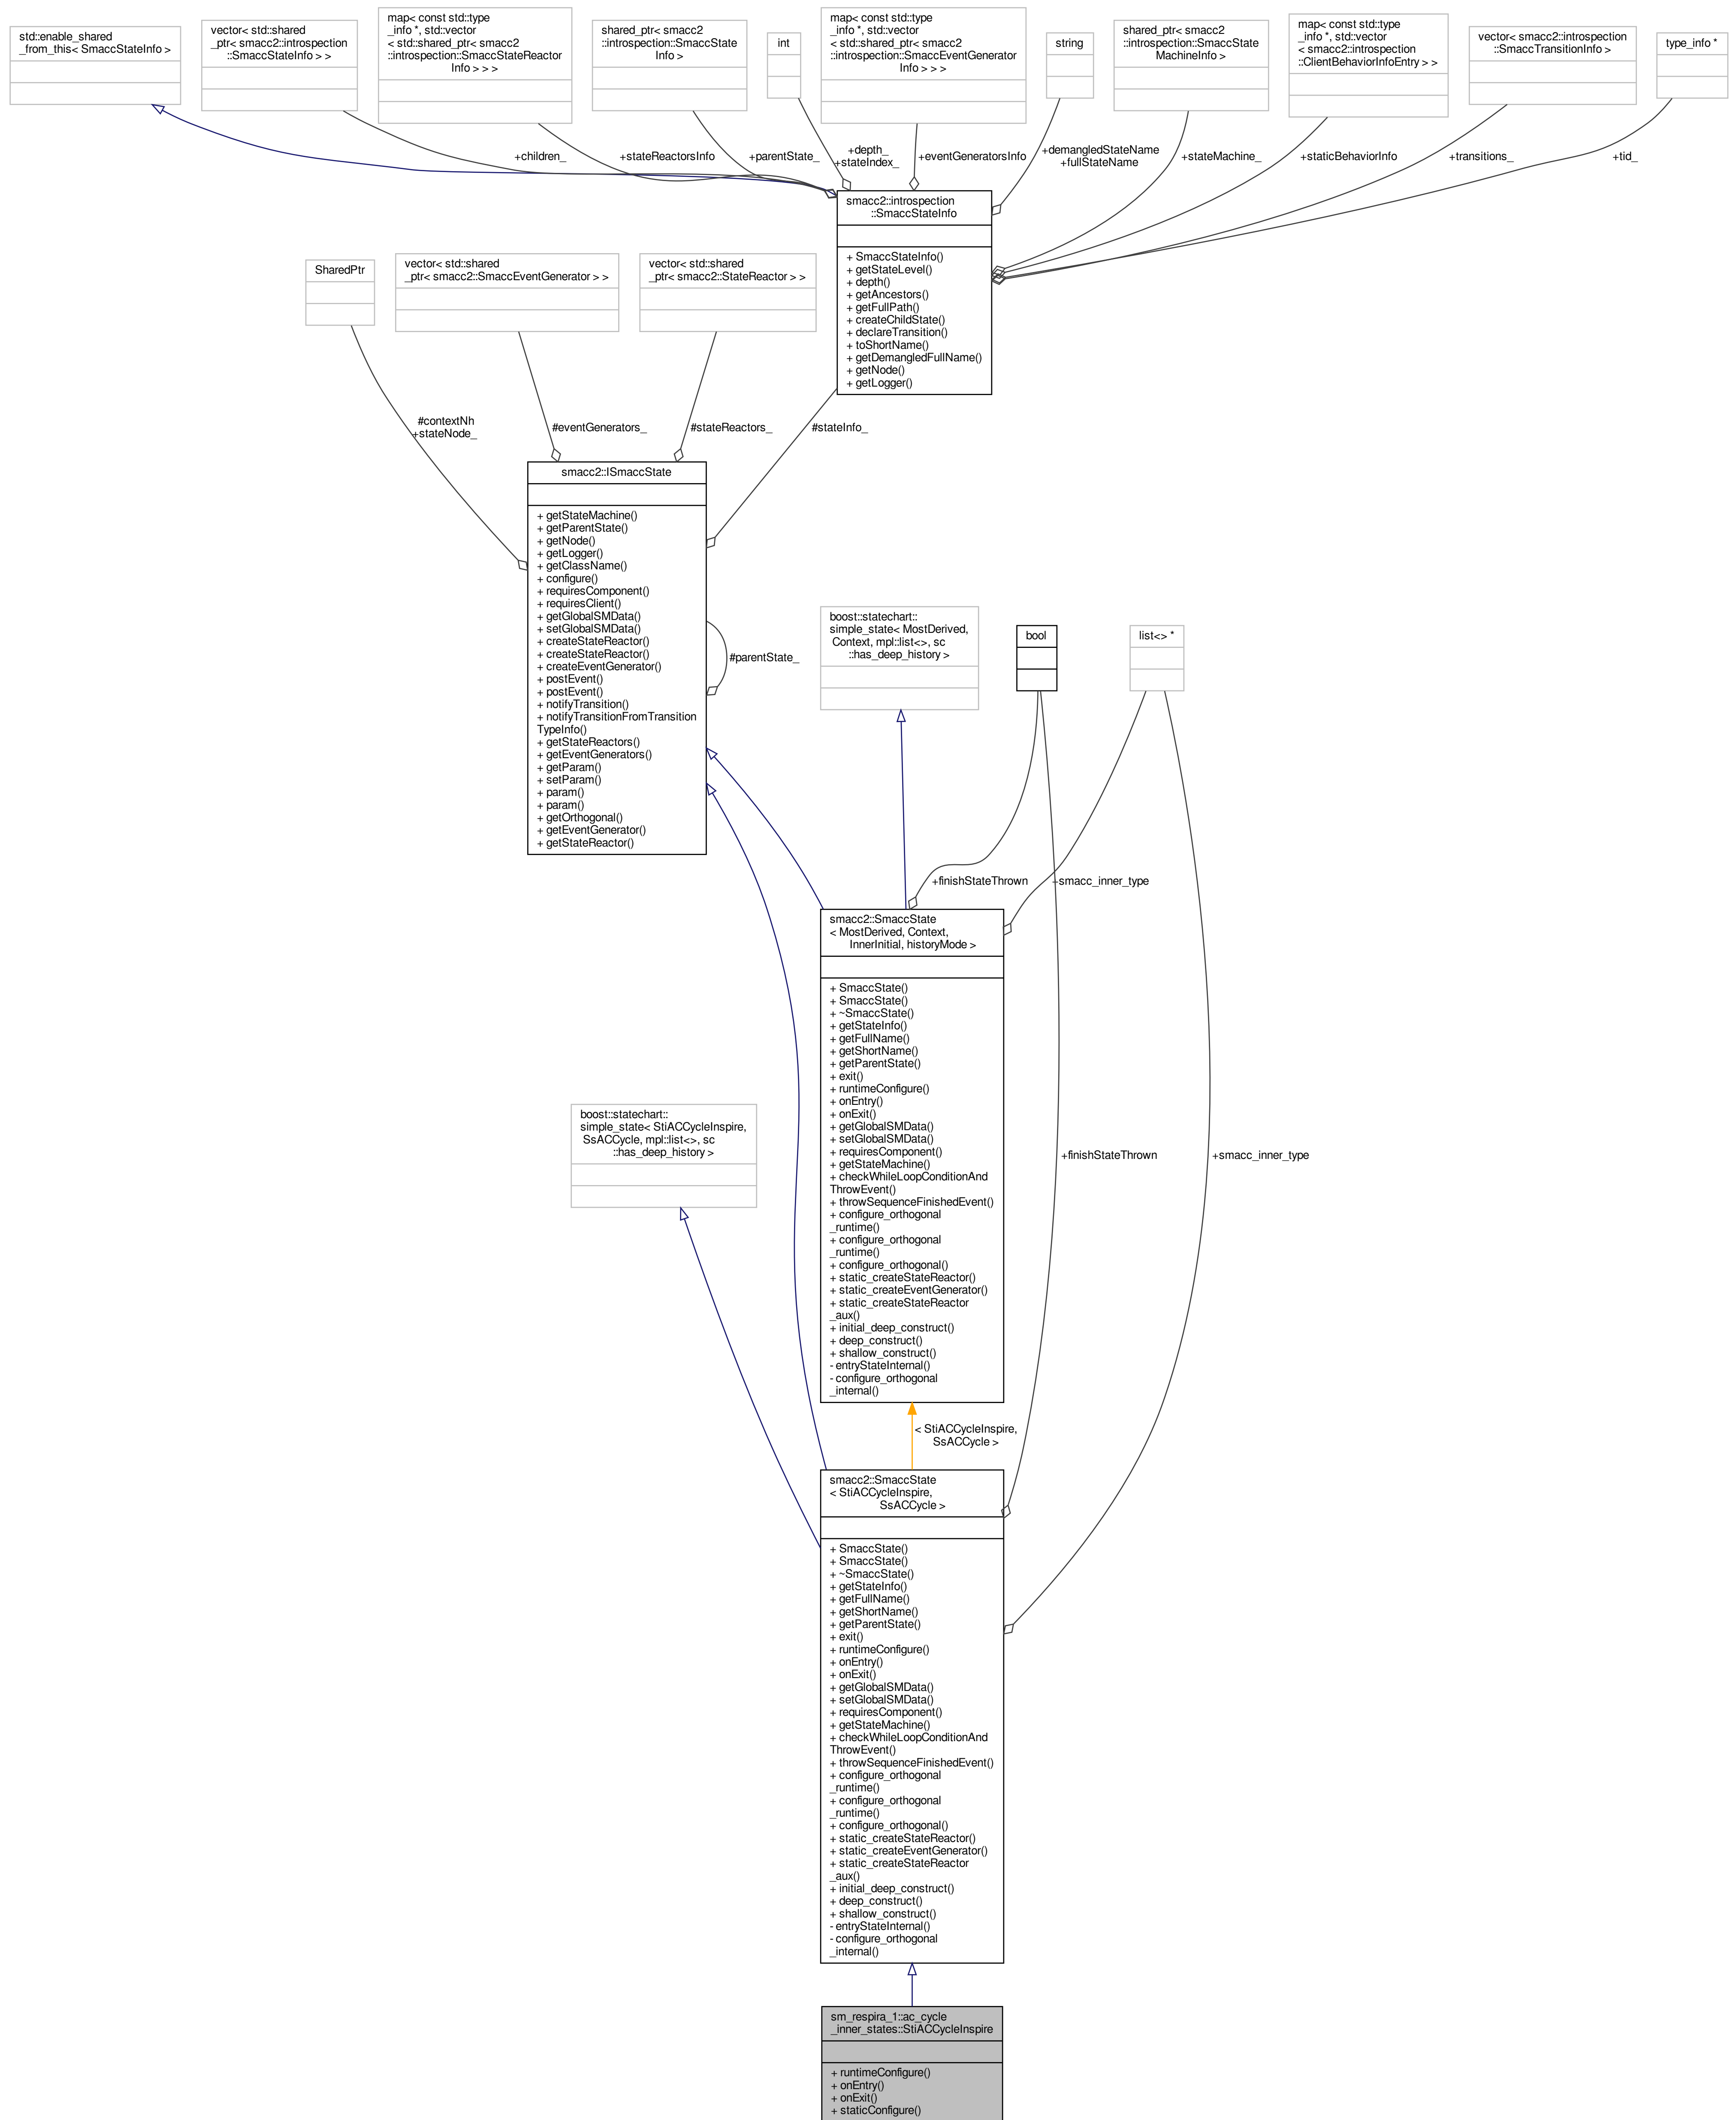 std::enable_shared
_from_this< SmaccStateInfo >
vector< std::shared
_ptr< smacc2::introspection
::SmaccStateInfo > >
map< const std::type
_info *, std::vector
< std::shared_ptr< smacc2
::introspection::SmaccStateReactor
Info > > >
shared_ptr< smacc2
::introspection::SmaccState
Info >
int
map< const std::type
_info *, std::vector
< std::shared_ptr< smacc2
::introspection::SmaccEventGenerator
Info > > >
string
shared_ptr< smacc2
::introspection::SmaccState
MachineInfo >
map< const std::type
_info *, std::vector
< smacc2::introspection
::ClientBehaviorInfoEntry > >
vector< smacc2::introspection
::SmaccTransitionInfo >
type_info *
+children_
+stateReactorsInfo
+parentState_
+depth_
+stateIndex_
+eventGeneratorsInfo
+demangledStateName
+fullStateName
+stateMachine_
+staticBehaviorInfo
+transitions_
+tid_
smacc2::introspection
::SmaccStateInfo
+ SmaccStateInfo()
+ getStateLevel()
+ depth()
+ getAncestors()
+ getFullPath()
+ createChildState()
+ declareTransition()
+ toShortName()
+ getDemangledFullName()
+ getNode()
+ getLogger()
SharedPtr
vector< std::shared
_ptr< smacc2::SmaccEventGenerator > >
vector< std::shared
_ptr< smacc2::StateReactor > >
#contextNh
+stateNode_
#eventGenerators_
#stateReactors_
#stateInfo_
smacc2::ISmaccState
+ getStateMachine()
+ getParentState()
+ getNode()
+ getLogger()
+ getClassName()
+ configure()
+ requiresComponent()
+ requiresClient()
+ getGlobalSMData()
+ setGlobalSMData()
+ createStateReactor()
+ createStateReactor()
+ createEventGenerator()
+ postEvent()
+ postEvent()
+ notifyTransition()
+ notifyTransitionFromTransition
TypeInfo()
+ getStateReactors()
+ getEventGenerators()
+ getParam()
+ setParam()
+ param()
+ param()
+ getOrthogonal()
+ getEventGenerator()
+ getStateReactor()
#parentState_
boost::statechart::
simple_state< MostDerived,
Context, mpl::list<>, sc
::has_deep_history >
bool
list<> *
+finishStateThrown
+smacc_inner_type
smacc2::SmaccState
< MostDerived, Context,
InnerInitial, historyMode >
+ SmaccState()
+ SmaccState()
+ ~SmaccState()
+ getStateInfo()
+ getFullName()
+ getShortName()
+ getParentState()
+ exit()
+ runtimeConfigure()
+ onEntry()
+ onExit()
+ getGlobalSMData()
+ setGlobalSMData()
+ requiresComponent()
+ getStateMachine()
+ checkWhileLoopConditionAnd
ThrowEvent()
+ throwSequenceFinishedEvent()
+ configure_orthogonal
_runtime()
+ configure_orthogonal
_runtime()
+ configure_orthogonal()
+ static_createStateReactor()
+ static_createEventGenerator()
+ static_createStateReactor
_aux()
+ initial_deep_construct()
+ deep_construct()
+ shallow_construct()
- entryStateInternal()
- configure_orthogonal
_internal()
boost::statechart::
simple_state< StiACCycleInspire,
SsACCycle, mpl::list<>, sc
::has_deep_history >
+finishStateThrown
+smacc_inner_type
< StiACCycleInspire,
SsACCycle >
smacc2::SmaccState
< StiACCycleInspire,
SsACCycle >
+ SmaccState()
+ SmaccState()
+ ~SmaccState()
+ getStateInfo()
+ getFullName()
+ getShortName()
+ getParentState()
+ exit()
+ runtimeConfigure()
+ onEntry()
+ onExit()
+ getGlobalSMData()
+ setGlobalSMData()
+ requiresComponent()
+ getStateMachine()
+ checkWhileLoopConditionAnd
ThrowEvent()
+ throwSequenceFinishedEvent()
+ configure_orthogonal
_runtime()
+ configure_orthogonal
_runtime()
+ configure_orthogonal()
+ static_createStateReactor()
+ static_createEventGenerator()
+ static_createStateReactor
_aux()
+ initial_deep_construct()
+ deep_construct()
+ shallow_construct()
- entryStateInternal()
- configure_orthogonal
_internal()
sm_respira_1::ac_cycle
_inner_states::StiACCycleInspire
+ runtimeConfigure()
+ onEntry()
+ onExit()
+ staticConfigure()